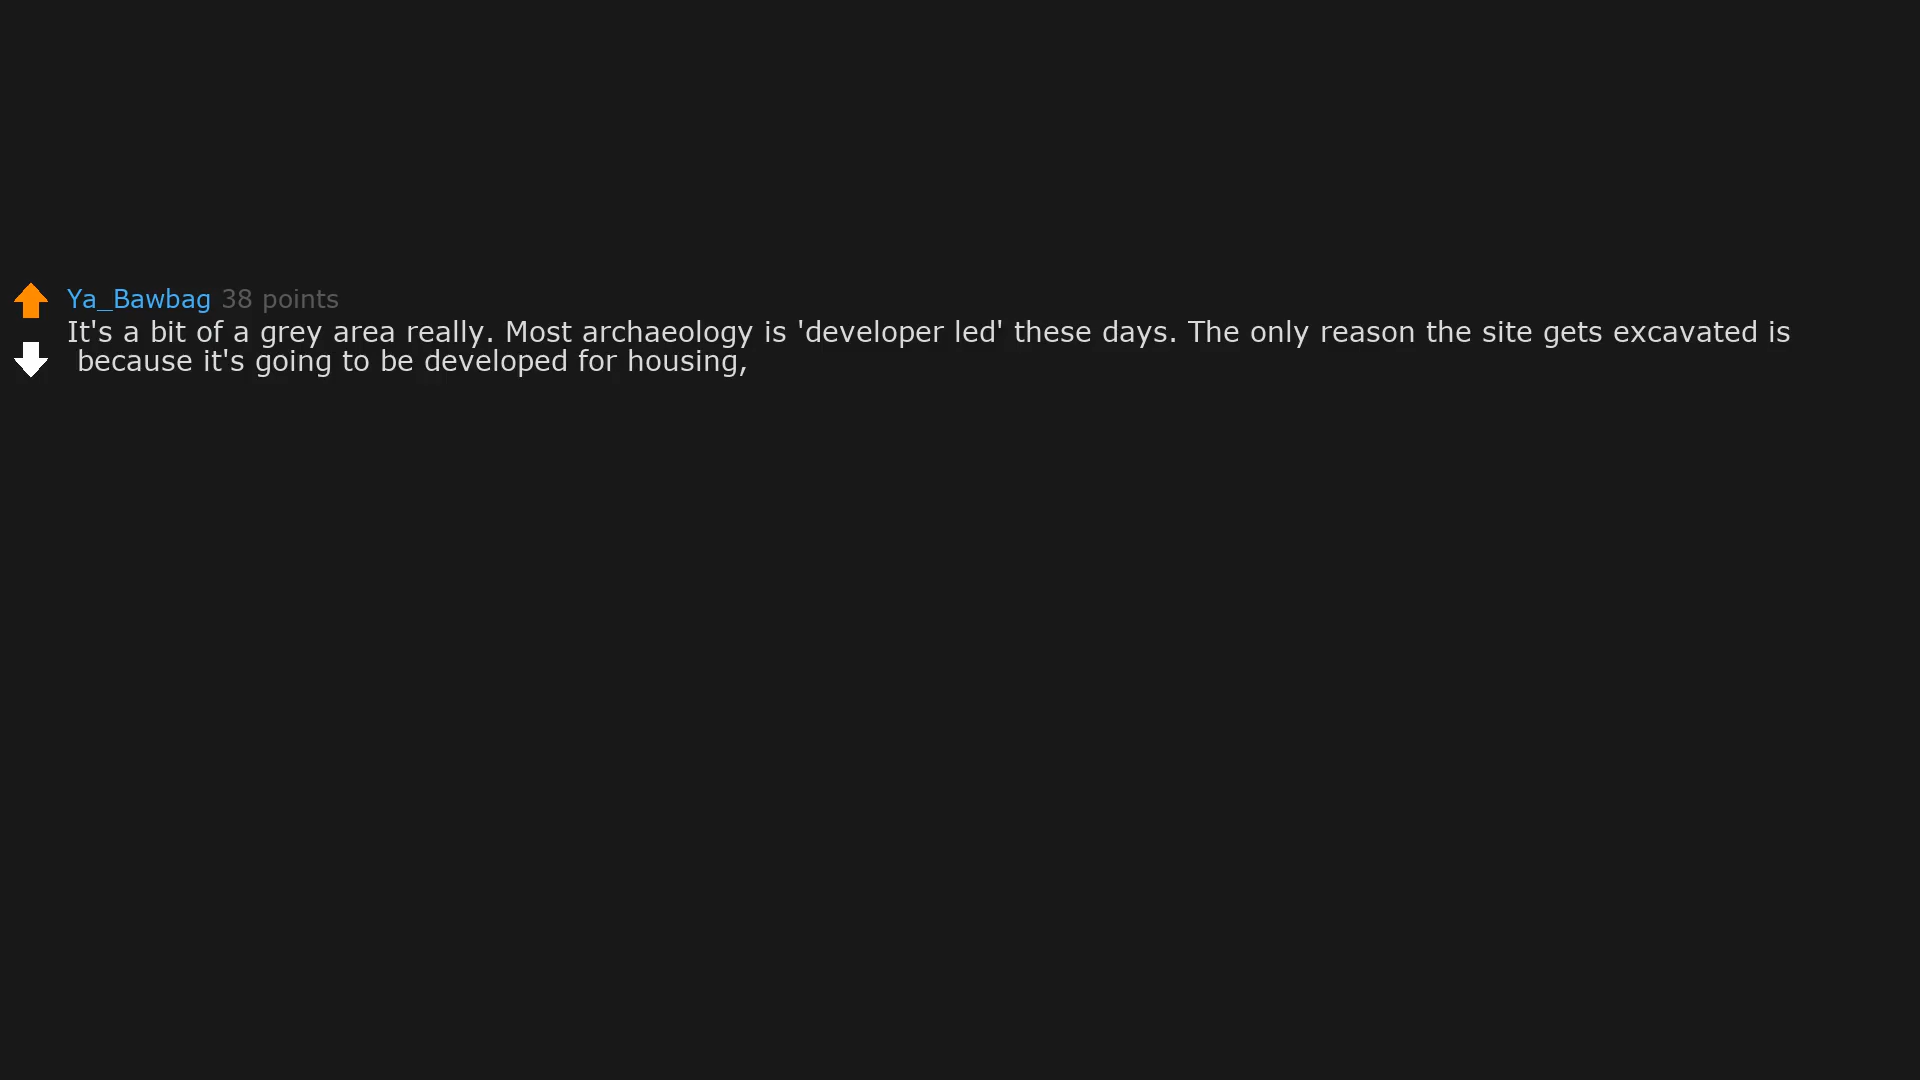 Ya_Bawbag 38 points
It's a bit of a grey area really. Most archaeology is 'developer led' these days. The only reason the site gets excavated is
because it's going to be developed for housing,